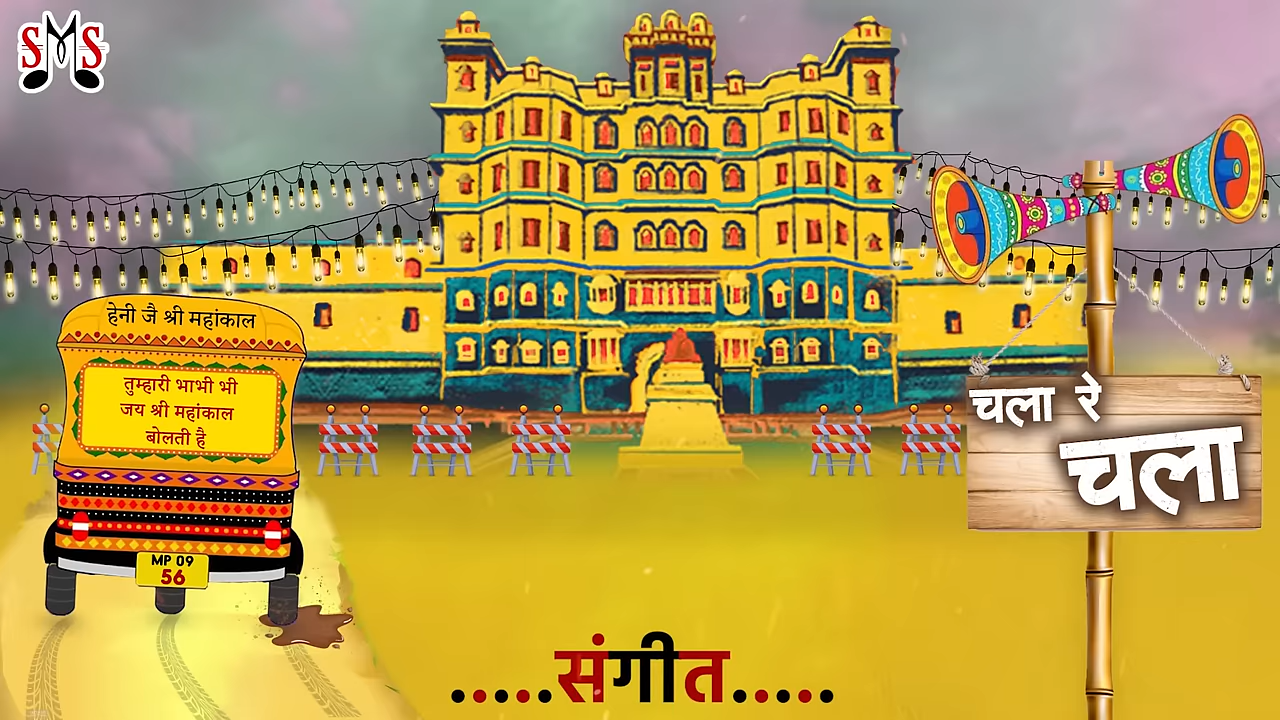 SMS
हेनी जै श्री महांकाल
तुम्हारी भाभी भी
जय श्री महांकाल
बोलती है
MP 09
56
चला रे
चला
.....संगीत.....